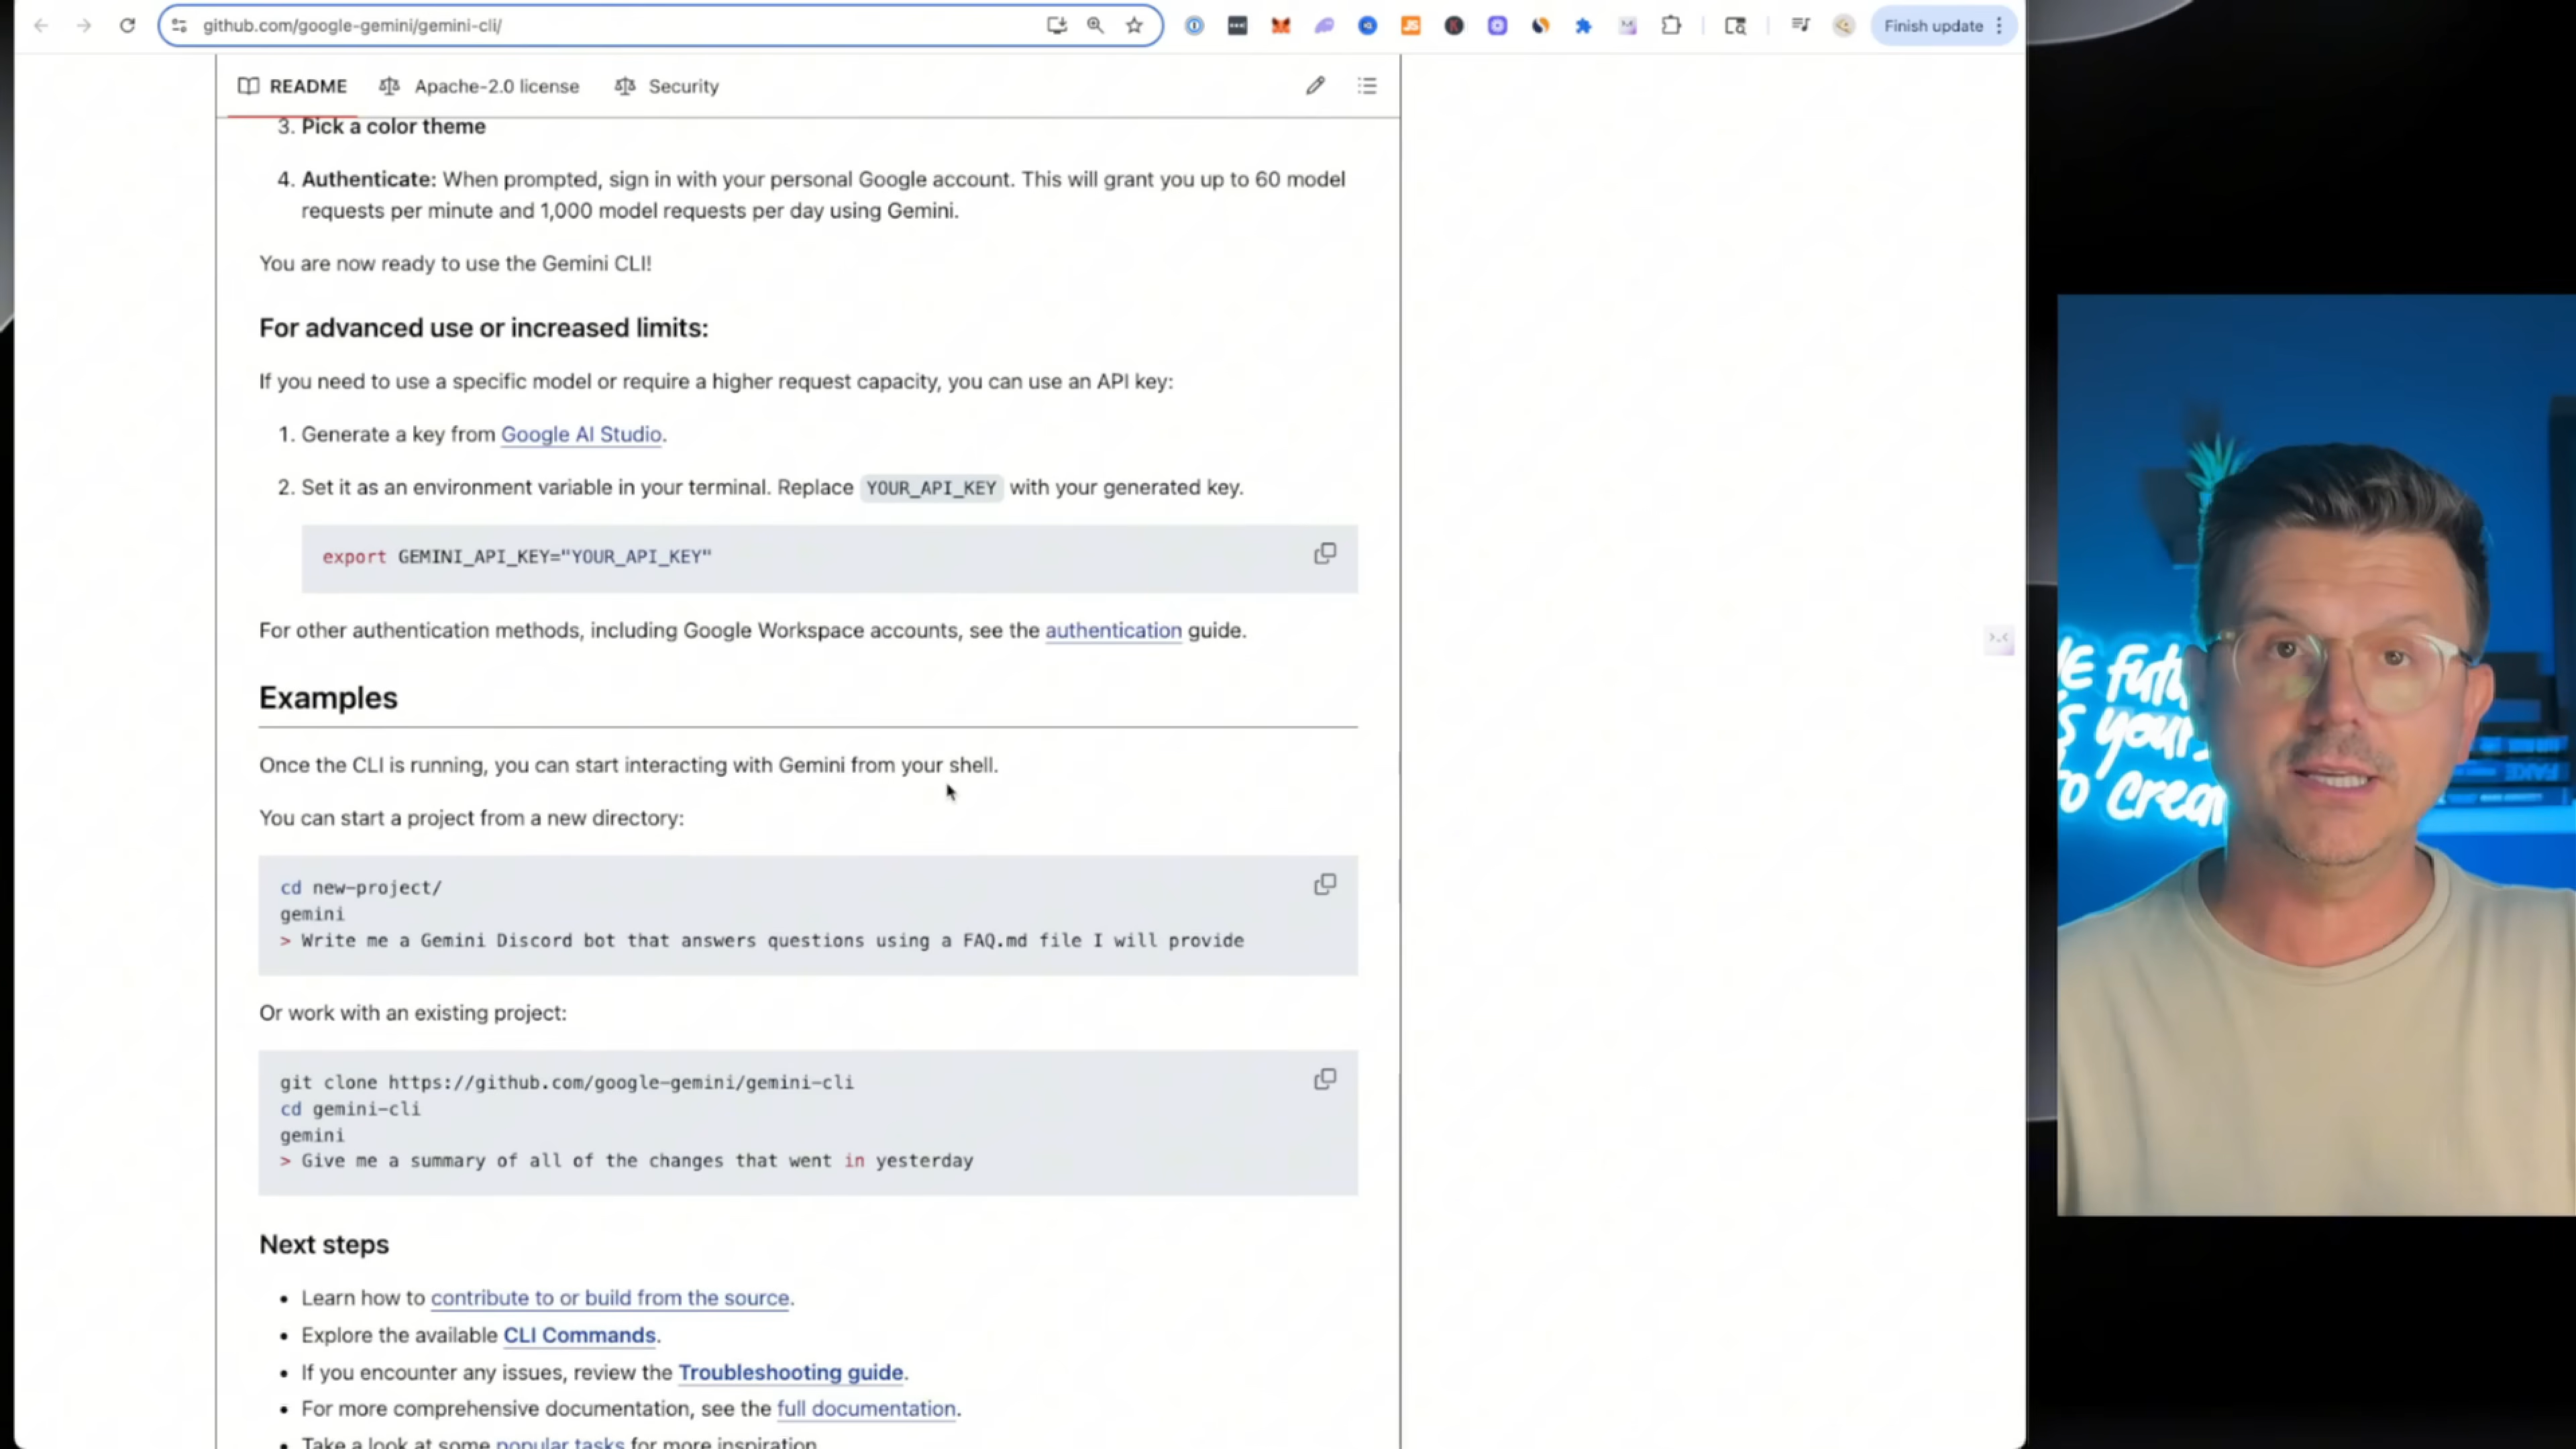 github.com/google-gemini/gemini-cli/
Finish update
README
Apache-2.0 license
Security
3. Pick a color theme
4. Authenticate: When prompted, sign in with your personal Google account. This will grant you up to 60 model
requests per minute and 1,000 model requests per day using Gemini.
You are now ready to use the Gemini CLI!
For advanced use or increased limits:
If you need to use a specific model or require a higher request capacity, you can use an API key:
1. Generate a key from Google AI Studio.
2. Set it as an environment variable in your terminal. Replace YOUR_API_KEY with your generated key.
export GEMINI_API_KEY="YOUR_API_KEY"
For other authentication methods, including Google Workspace accounts, see the authentication guide.
Examples
Once the CLI is running, you can start interacting with Gemini from your shell.
You can start a project from a new directory:
cd new-project/
gemini
> Write me a Gemini Discord bot that answers questions using a FAQ.md file I will provide
Or work with an existing project:
git clone https://github.com/google-gemini/gemini-cli
cd gemini-cli
gemini
> Give me a summary of all of the changes that went in yesterday
Next steps
• Learn how to contribute to or build from the source.
• Explore the available CLI Commands.
• If you encounter any issues, review the Troubleshooting guide.
• For more comprehensive documentation, see the full documentation.
• Take a look at some popular tasks for more inspiration